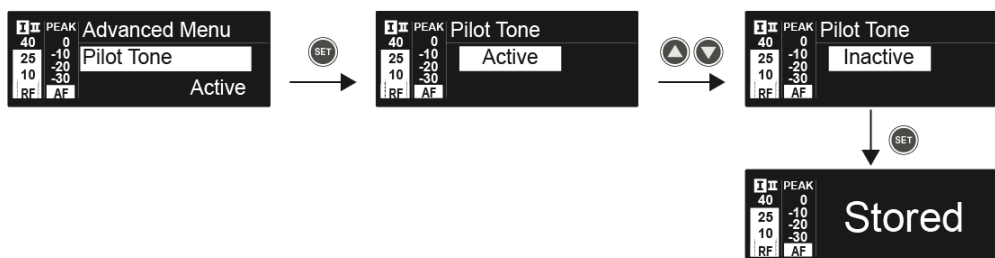 I II PEAK Advanced Menu
40 0
25 -10 Pilot Tone
-20
10 -30
RF AF Active
SET
I II PEAK Pilot Tone
40 0
25 -10 Active
-20
10 -30
RF AF
I II PEAK Pilot Tone
40 0
25 -10 Inactive
-20
10 -30
RF AF
SET
I II PEAK
40 0
25 -10 Stored
-20
10 -30
RF AF